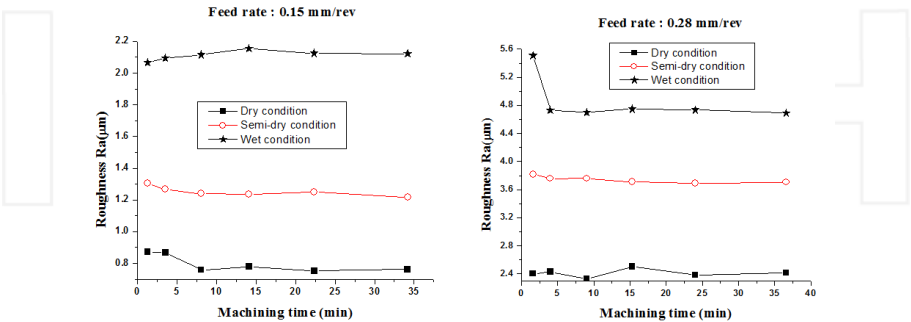 Feed rate : 0.15 mm/rev
Roughness Ra(μm)
2.2
2.0
1.8
1.6
1.4
1.2
1.0
0.8
Dry condition
Semi-dry condition
Wet condition
0 5 10 15 20 25 30 35
Machining time (min)
Feed rate : 0.28 mm/rev
Roughness Ra(μm)
5.6
5.2
4.8
4.4
4.0
3.6
3.2
2.8
2.4
Dry condition
Semi-dry condition
Wet condition
0 5 10 15 20 25 30 35 40
Machining time (min)